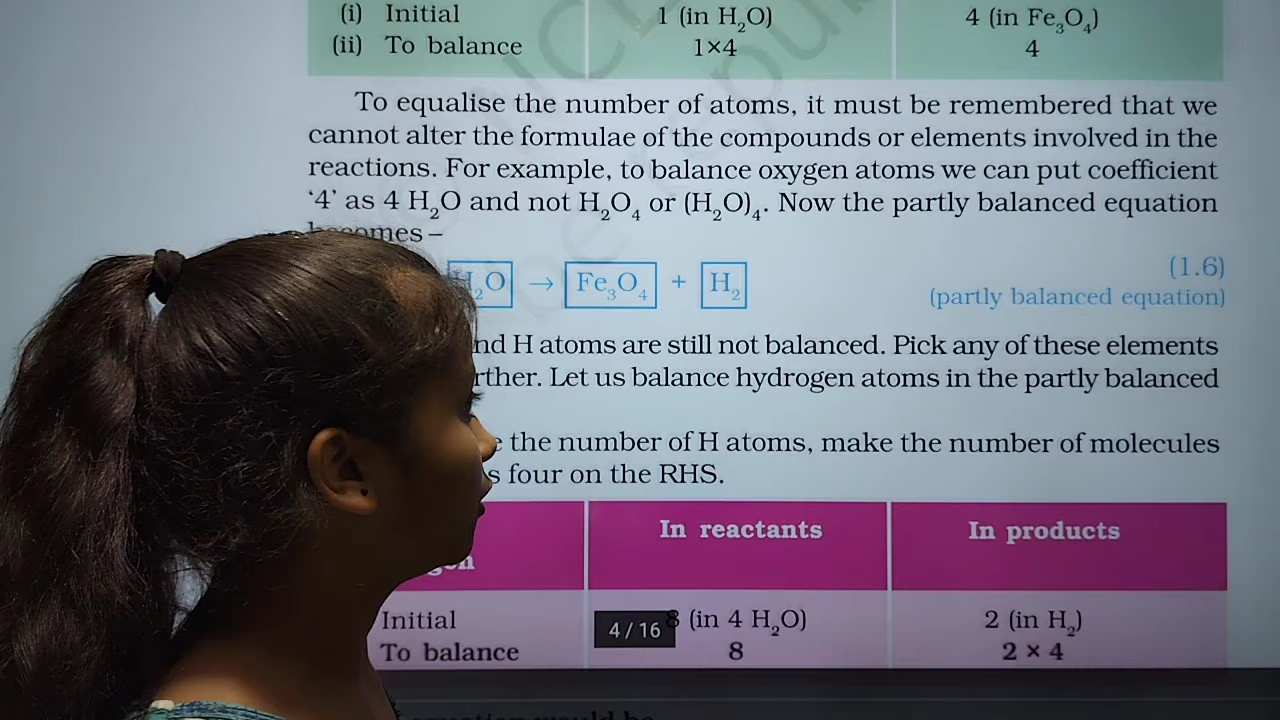 (i) Initial 1 (in H₂O) 4 (in Fe₃O₄)
(ii) To balance 1×4 4
To equalise the number of atoms, it must be remembered that we
cannot alter the formulae of the compounds or elements involved in the
reactions. For example, to balance oxygen atoms we can put coefficient
‘4’ as 4 H₂O and not H₂O₄ or (H₂O)₄. Now the partly balanced equation
becomes –
H₂O → Fe₃O₄ + H₂ (1.6)
(partly balanced equation)
H atoms are still not balanced. Pick any of these elements
Let us balance hydrogen atoms in the partly balanced
the number of H atoms, make the number of molecules
four on the RHS.
In reactants In products
Initial 8 (in 4 H₂O) 2 (in H₂)
To balance 8 2 × 4
4 / 16